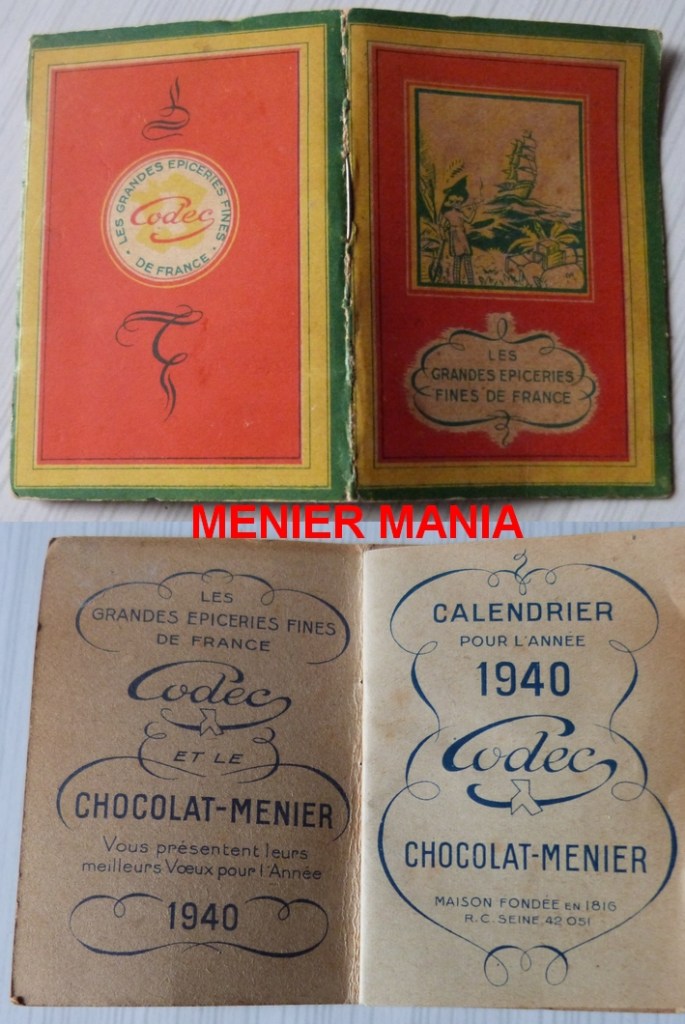 LES GRANDES EPICERIES FINES
Codec
DE FRANCE
LES
GRANDES EPICERIES
FINES DE FRANCE
MENIER MANIA
LES
GRANDES EPICERIES FINES
DE FRANCE
Codec
ET LE
CHOCOLAT-MENIER
Vous présentent leurs
meilleurs Vœux pour l'Année
1940
CALENDRIER
POUR L'ANNÉE
1940
Codec
CHOCOLAT-MENIER
MAISON FONDÉE EN 1816
R.C. SEINE 42 051